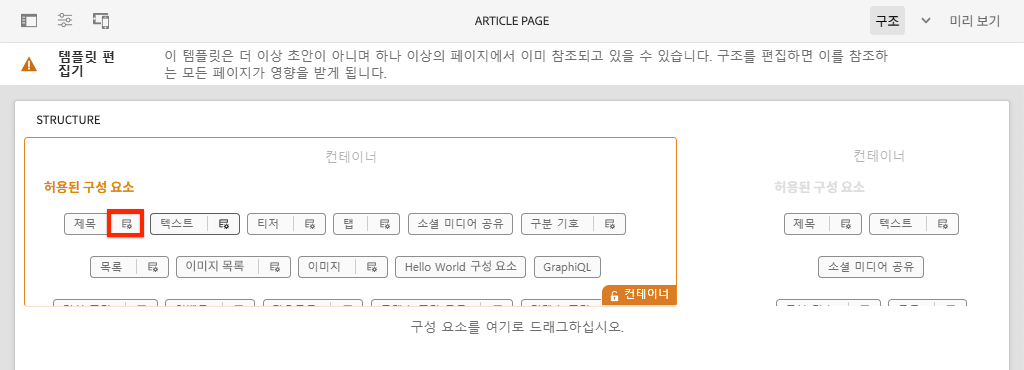 ARTICLE PAGE
구조
미리 보기
템플릿 편
집기
이 템플릿은 더 이상 초안이 아니며 하나 이상의 페이지에서 이미 참조되고 있을 수 있습니다. 구조를 편집하면 이를 참조하
는 모든 페이지가 영향을 받게 됩니다.
STRUCTURE
컨테이너
허용된 구성 요소
제목 텍스트 티저 탭 소셜 미디어 공유 구분 기호
목록 이미지 목록 이미지 Hello World 구성 요소 GraphiQL
컨테이너
컨테이너
허용된 구성 요소
제목 텍스트
소셜 미디어 공유
구성 요소를 여기로 드래그하십시오.